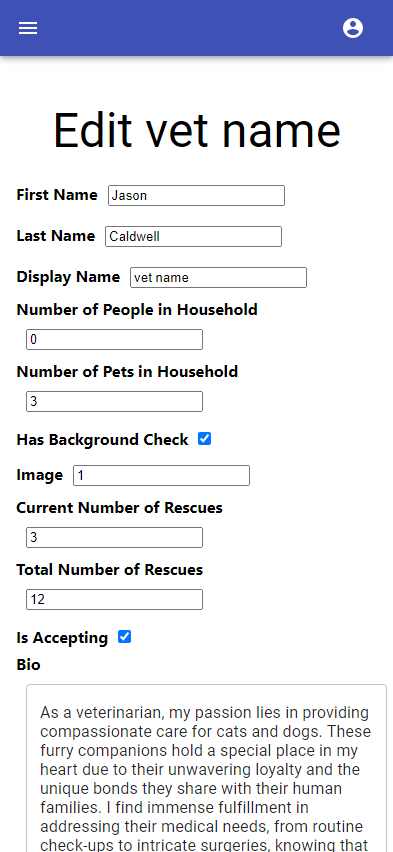 Edit vet name
First Name Jason
Last Name Caldwell
Display Name vet name
Number of People in Household
0
Number of Pets in Household
3
Has Background Check
Image 1
Current Number of Rescues
3
Total Number of Rescues
12
Is Accepting
Bio
As a veterinarian, my passion lies in providing
compassionate care for cats and dogs. These
furry companions hold a special place in my
heart due to their unwavering loyalty and the
unique bonds they share with their human
families. I find immense fulfillment in
addressing their medical needs, from routine
check-ups to intricate surgeries, knowing that